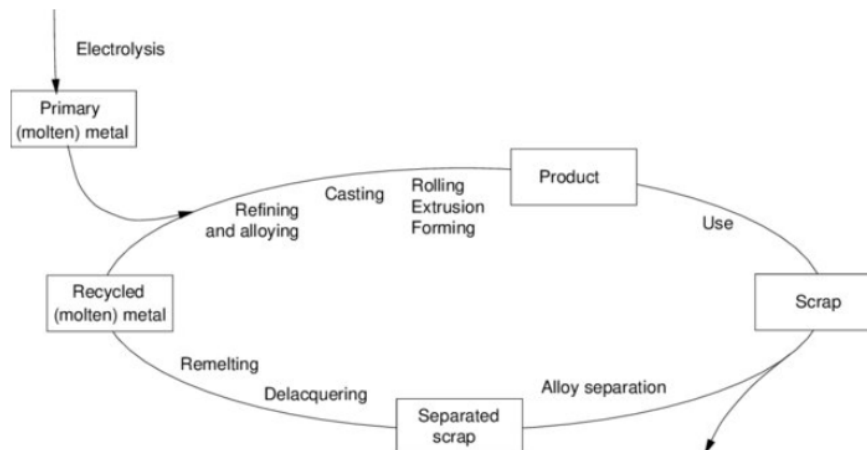 Electrolysis
Primary
(molten) metal
Refining
and alloying
Casting
Rolling
Extrusion
Forming
Product
Use
Scrap
Alloy separation
Separated
scrap
Delacquering
Remelting
Recycled
(molten) metal